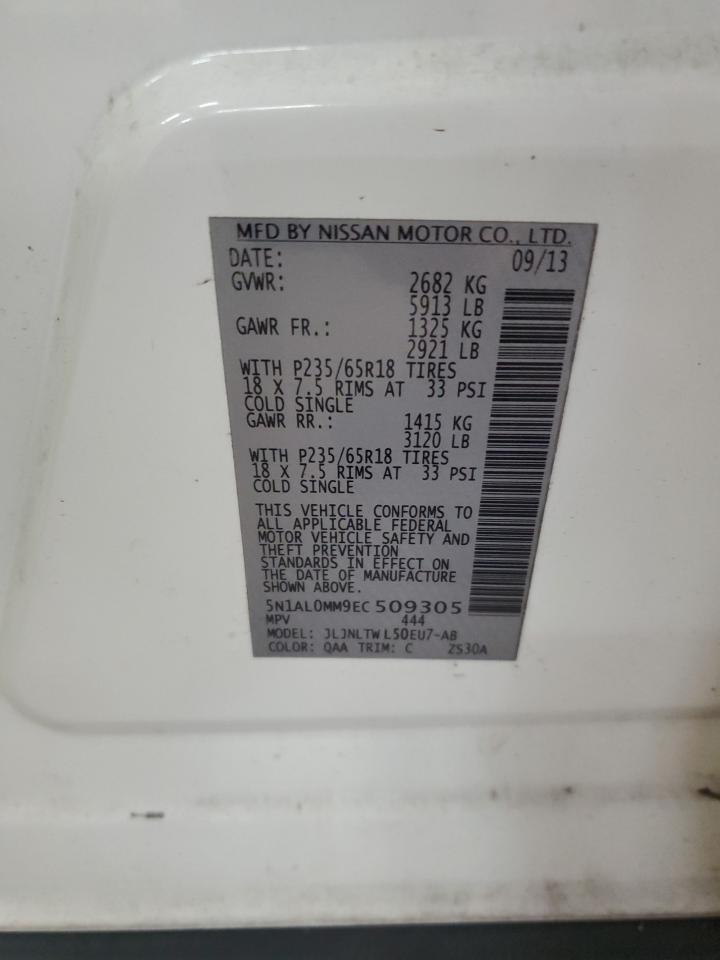 MFD BY NISSAN MOTOR CO., LTD.
DATE: 09/13
GVWR: 2682 KG
5913 LB
GAWR FR.: 1325 KG
2921 LB
WITH P235/65R18 TIRES
18 X 7.5 RIMS AT 33 PSI
COLD SINGLE
GAWR RR.: 1415 KG
3120 LB
WITH P235/65R18 TIRES
18 X 7.5 RIMS AT 33 PSI
COLD SINGLE
THIS VEHICLE CONFORMS TO
ALL APPLICABLE FEDERAL
MOTOR VEHICLE SAFETY AND
THEFT PREVENTION
STANDARDS IN EFFECT ON
THE DATE OF MANUFACTURE
SHOWN ABOVE.
5N1AL0MM9EC 509305
MPV 444
MODEL: JLJNLTW L50EU7-AB
COLOR: QAA TRIM: C ZS30A